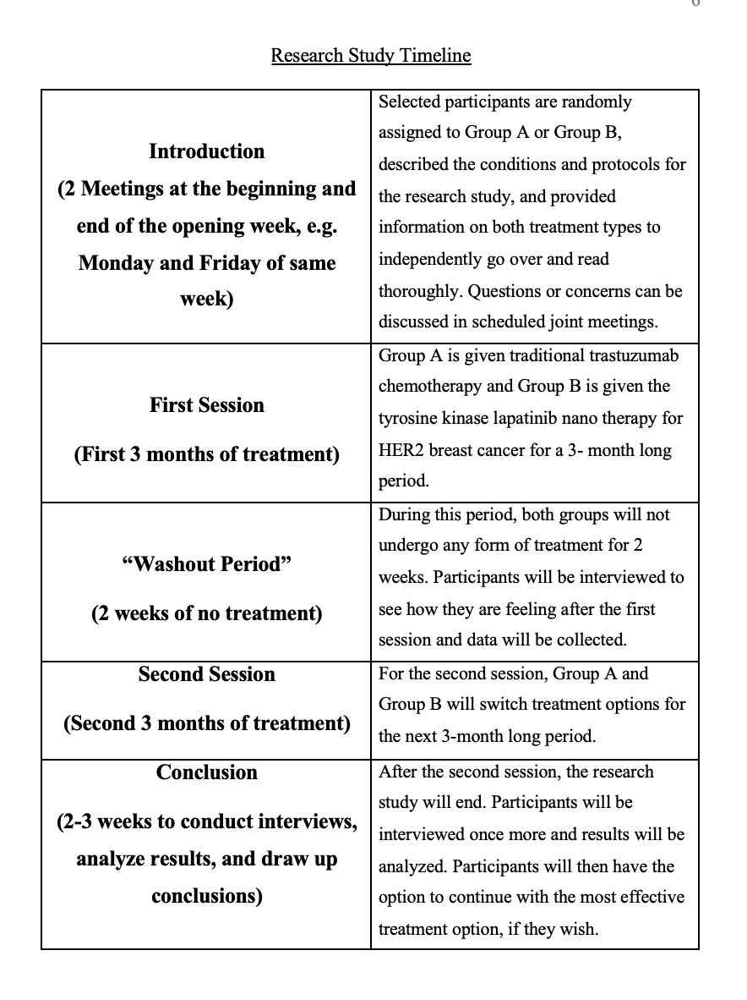 6
Research Study Timeline
Introduction
(2 Meetings at the beginning and
end of the opening week, e.g.
Monday and Friday of same
week)
Selected participants are randomly
assigned to Group A or Group B,
described the conditions and protocols for
the research study, and provided
information on both treatment types to
independently go over and read
thoroughly. Questions or concerns can be
discussed in scheduled joint meetings.
First Session
(First 3 months of treatment)
Group A is given traditional trastuzumab
chemotherapy and Group B is given the
tyrosine kinase lapatinib nano therapy for
HER2 breast cancer for a 3- month long
period.
“Washout Period”
(2 weeks of no treatment)
During this period, both groups will not
undergo any form of treatment for 2
weeks. Participants will be interviewed to
see how they are feeling after the first
session and data will be collected.
Second Session
(Second 3 months of treatment)
For the second session, Group A and
Group B will switch treatment options for
the next 3-month long period.
Conclusion
(2-3 weeks to conduct interviews,
analyze results, and draw up
conclusions)
After the second session, the research
study will end. Participants will be
interviewed once more and results will be
analyzed. Participants will then have the
option to continue with the most effective
treatment option, if they wish.